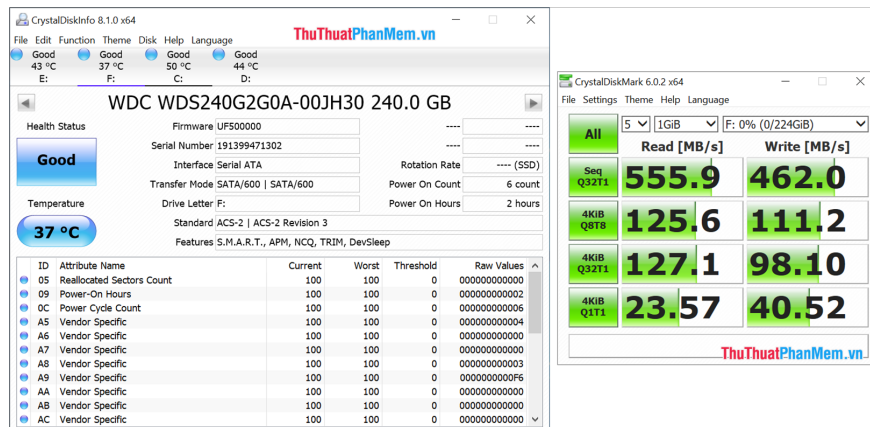 CrystalDiskInfo 8.1.0 x64
ThuThuatPhanMem.vn
File Edit Function Theme Disk Help Language
Good Good Good Good
43 °C 37 °C 50 °C 44 °C
E: F: C: D:
WDC WDS240G2G0A-00JH30 240.0 GB
Health Status
Good
Temperature
37 °C
Firmware UF500000 ---- ----
Serial Number 191399471302 ---- ----
Interface Serial ATA Rotation Rate ---- (SSD)
Transfer Mode SATA/600 | SATA/600 Power On Count 6 count
Drive Letter F: Power On Hours 2 hours
Standard ACS-2 | ACS-2 Revision 3
Features S.M.A.R.T., APM, NCQ, TRIM, DevSleep
ID Attribute Name Current Worst Threshold Raw Values
05 Reallocated Sectors Count 100 100 0 000000000000
09 Power-On Hours 100 100 0 000000000002
0C Power Cycle Count 100 100 0 000000000006
A5 Vendor Specific 100 100 0 000000000004
A6 Vendor Specific 100 100 0 000000000000
A7 Vendor Specific 100 100 0 000000000000
A8 Vendor Specific 100 100 0 000000000003
A9 Vendor Specific 100 100 0 0000000000F6
AA Vendor Specific 100 100 0 000000000000
AB Vendor Specific 100 100 0 000000000000
AC Vendor Specific 100 100 0 000000000000
CrystalDiskMark 6.0.2 x64
File Settings Theme Help Language
All 5 1GiB F: 0% (0/224GiB)
Read [MB/s] Write [MB/s]
Seq
Q32T1 555.9 462.0
4KiB
Q8T8 125.6 111.2
4KiB
Q32T1 127.1 98.10
4KiB
Q1T1 23.57 40.52
ThuThuatPhanMem.vn